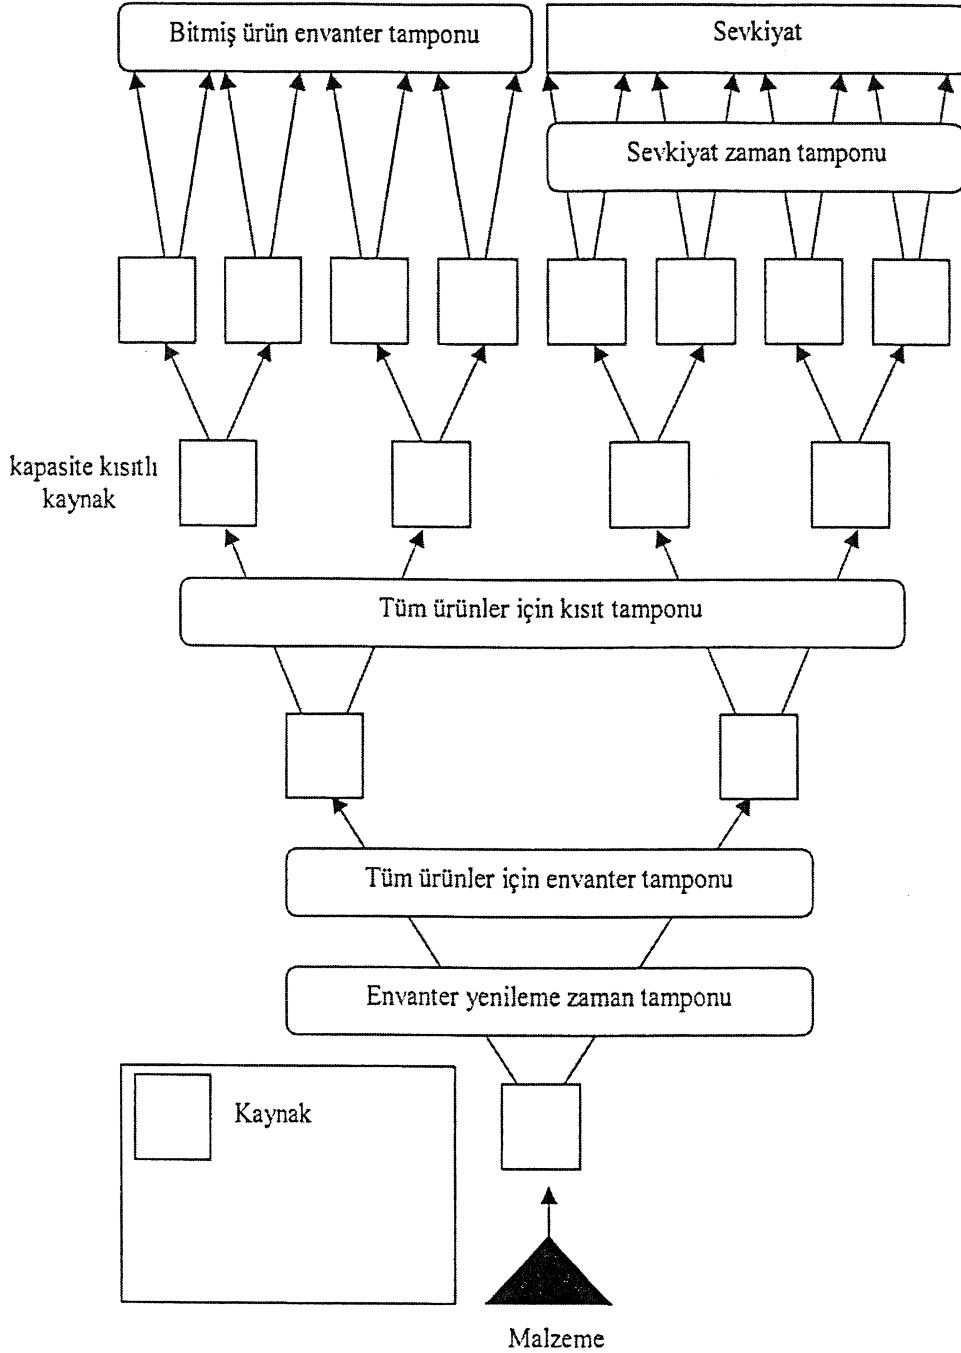 Bitmiş ürün envanter tamponu
Sevkiyat
Sevkiyat zaman tamponu
kapasite kısıtlı
kaynak
Tüm ürünler için kısıt tamponu
Tüm ürünler için envanter tamponu
Envanter yenileme zaman tamponu
Kaynak
Malzeme